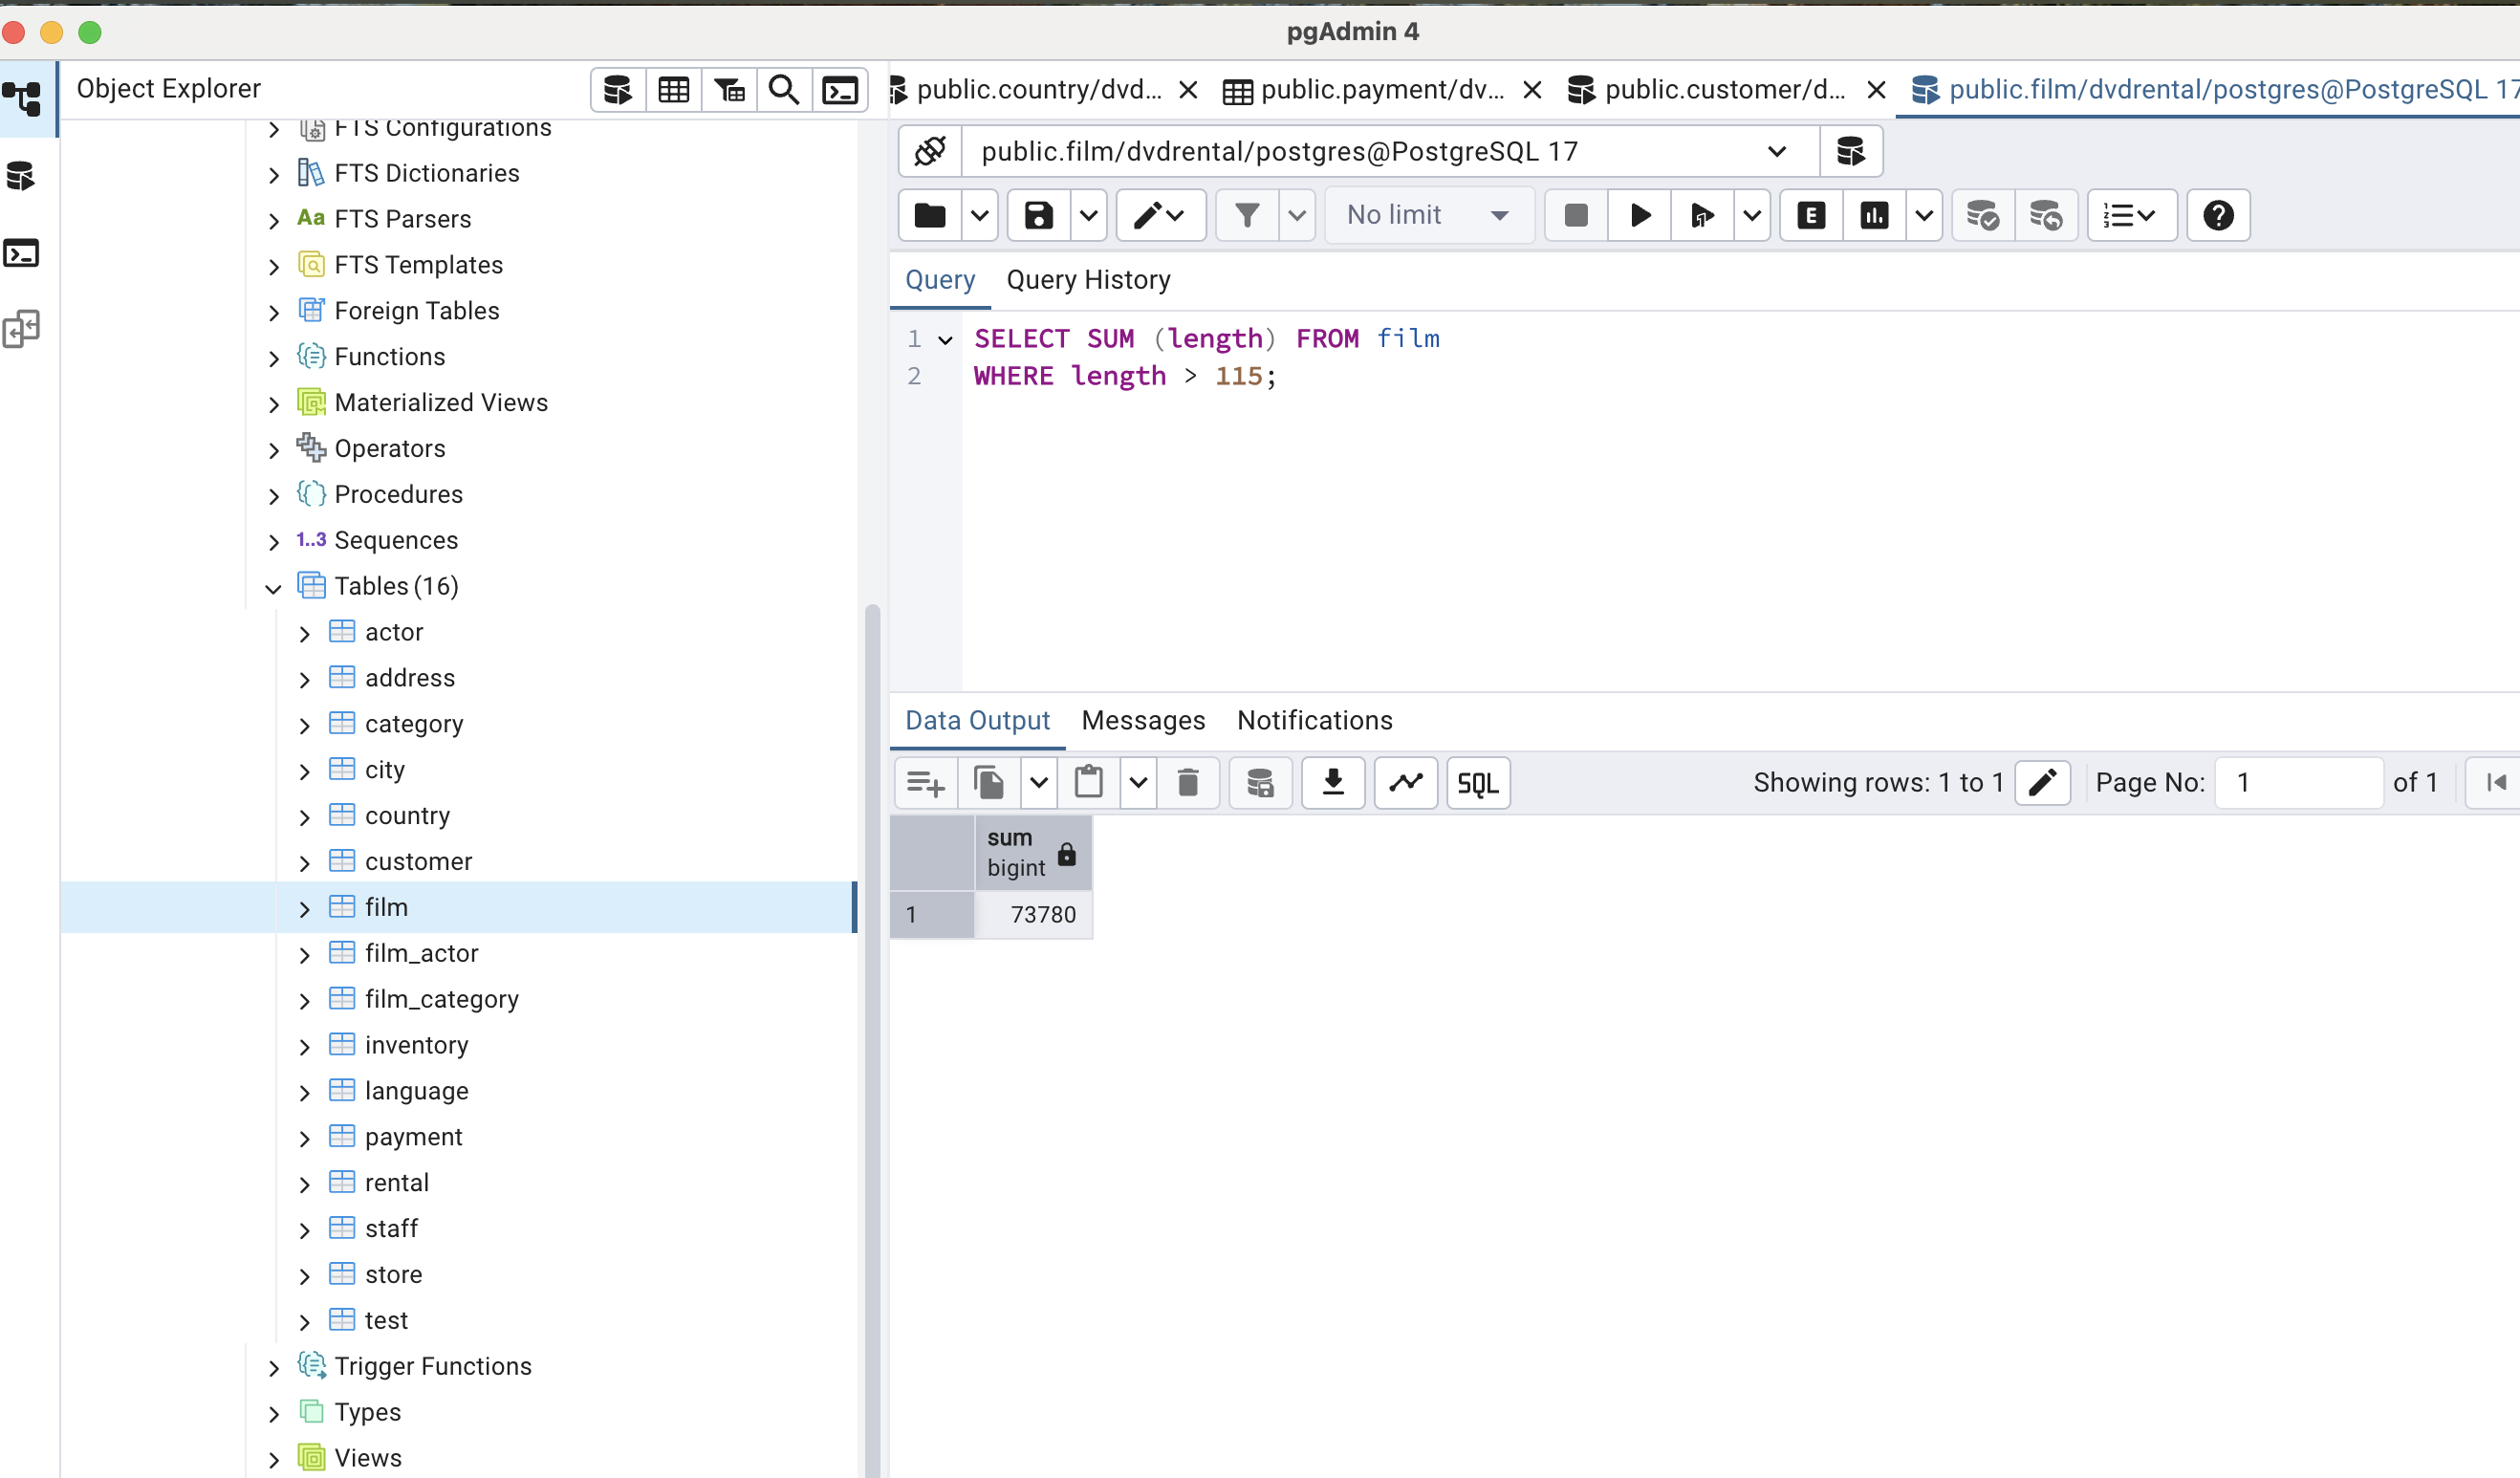 pgAdmin 4
Object Explorer
public.country/dvd...
public.payment/dv...
public.customer/d...
public.film/dvdrental/postgres@PostgreSQL 17
FTS Configurations
FTS Dictionaries
Aa FTS Parsers
FTS Templates
Foreign Tables
Functions
Materialized Views
Operators
Procedures
1..3 Sequences
Tables (16)
actor
address
category
city
country
customer
film
film_actor
film_category
inventory
language
payment
rental
staff
store
test
Trigger Functions
Types
Views
public.film/dvdrental/postgres@PostgreSQL 17
No limit
E
Query
Query History
1 SELECT SUM (length) FROM film
2 WHERE length > 115;
Data Output
Messages
Notifications
SQL
Showing rows: 1 to 1
Page No:
1
of 1
sum
bigint
1 73780